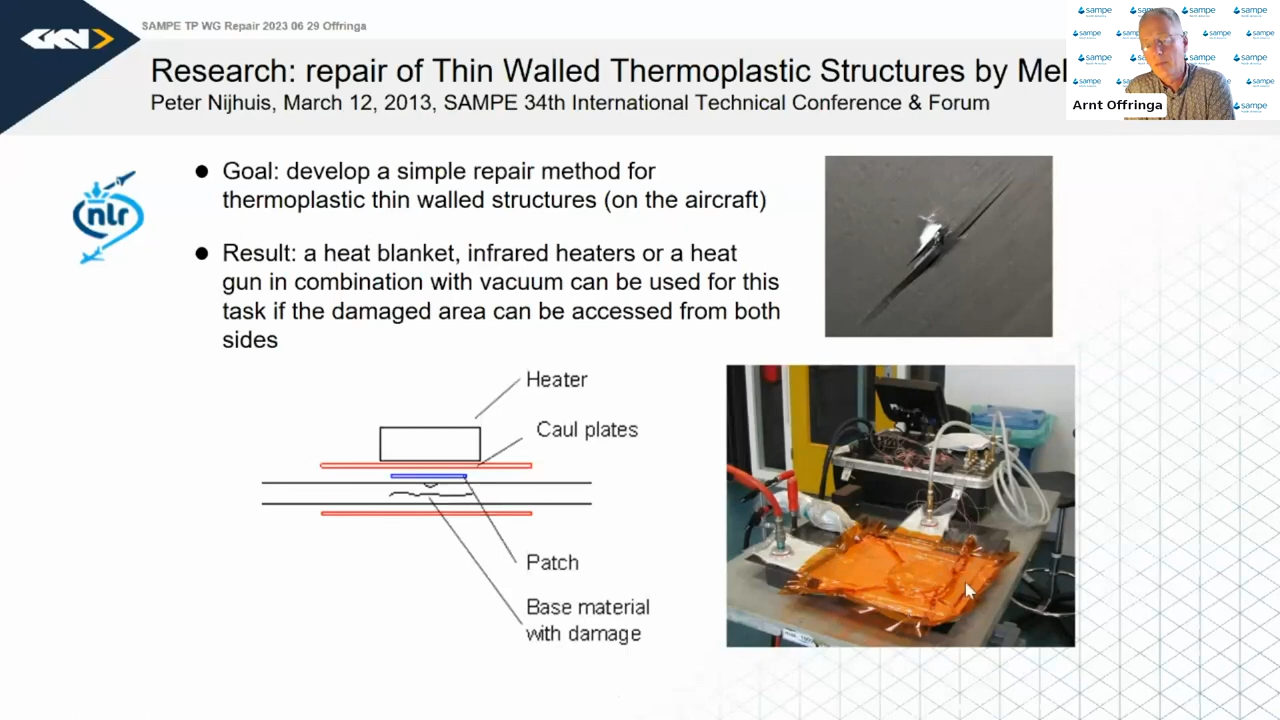 GKN
SAMPE TP WG Repair 2023 06 29 Offringa
Research: repair of Thin Walled Thermoplastic Structures by Mel
Peter Nijhuis, March 12, 2013, SAMPE 34th International Technical Conference & Forum
sampe
Arnt Offringa
nlr
● Goal: develop a simple repair method for
thermoplastic thin walled structures (on the aircraft)
● Result: a heat blanket, infrared heaters or a heat
gun in combination with vacuum can be used for this
task if the damaged area can be accessed from both
sides
Heater
Caul plates
Patch
Base material
with damage